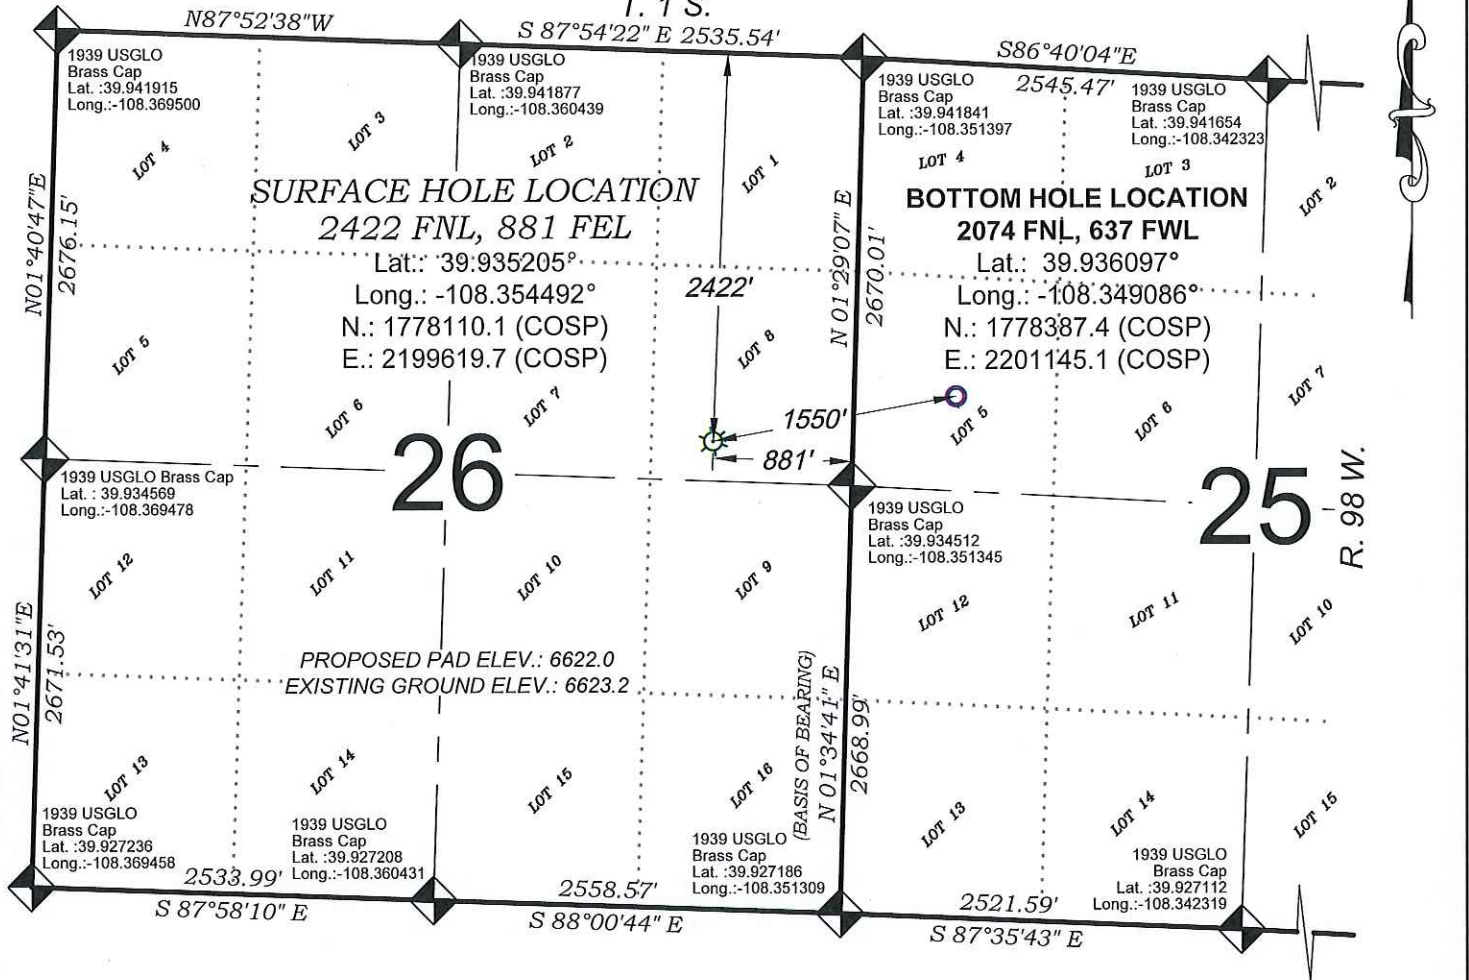 T. 1 S.
N87°52'38"W
S 87°54'22" E 2535.54'
S86°40'04"E
2545.47'
1939 USGLO
Brass Cap
Lat. :39.941915
Long.:-108.369500
1939 USGLO
Brass Cap
Lat. :39.941877
Long.:-108.360439
1939 USGLO
Brass Cap
Lat. :39.941841
Long.:-108.351397
1939 USGLO
Brass Cap
Lat. :39.941654
Long.:-108.342323
LOT 4
LOT 3
LOT 2
LOT 1
LOT 4
LOT 3
LOT 2
SURFACE HOLE LOCATION
2422 FNL, 881 FEL
Lat.: 39.935205°
Long.: -108.354492°
N.: 1778110.1 (COSP)
E.: 2199619.7 (COSP)
BOTTOM HOLE LOCATION
2074 FNL, 637 FWL
Lat.: 39.936097°
Long.: -108.349086°
N.: 1778387.4 (COSP)
E.: 2201145.1 (COSP)
N01°40'47"E
2676.15'
2422'
N 01°29'07" E
2670.01'
LOT 5
LOT 6
LOT 7
LOT 8
LOT 5
LOT 6
LOT 7
1550'
881'
26
25
R. 98 W.
1939 USGLO Brass Cap
Lat. : 39.934569
Long.:-108.369478
1939 USGLO
Brass Cap
Lat. :39.934512
Long.:-108.351345
LOT 12
LOT 11
LOT 10
LOT 9
LOT 12
LOT 11
LOT 10
PROPOSED PAD ELEV.: 6622.0
EXISTING GROUND ELEV.: 6623.2
N01°41'31"E
2671.53'
(BASIS OF BEARING)
N 01°34'41" E
2668.99'
LOT 13
LOT 14
LOT 15
LOT 16
LOT 13
LOT 14
LOT 15
1939 USGLO
Brass Cap
Lat. :39.927236
Long.:-108.369458
1939 USGLO
Brass Cap
Lat. :39.927208
Long.:-108.360431
1939 USGLO
Brass Cap
Lat. :39.927186
Long.:-108.351309
1939 USGLO
Brass Cap
Lat. :39.927112
Long.:-108.342319
2533.99'
S 87°58'10" E
2558.57'
S 88°00'44" E
2521.59'
S 87°35'43" E